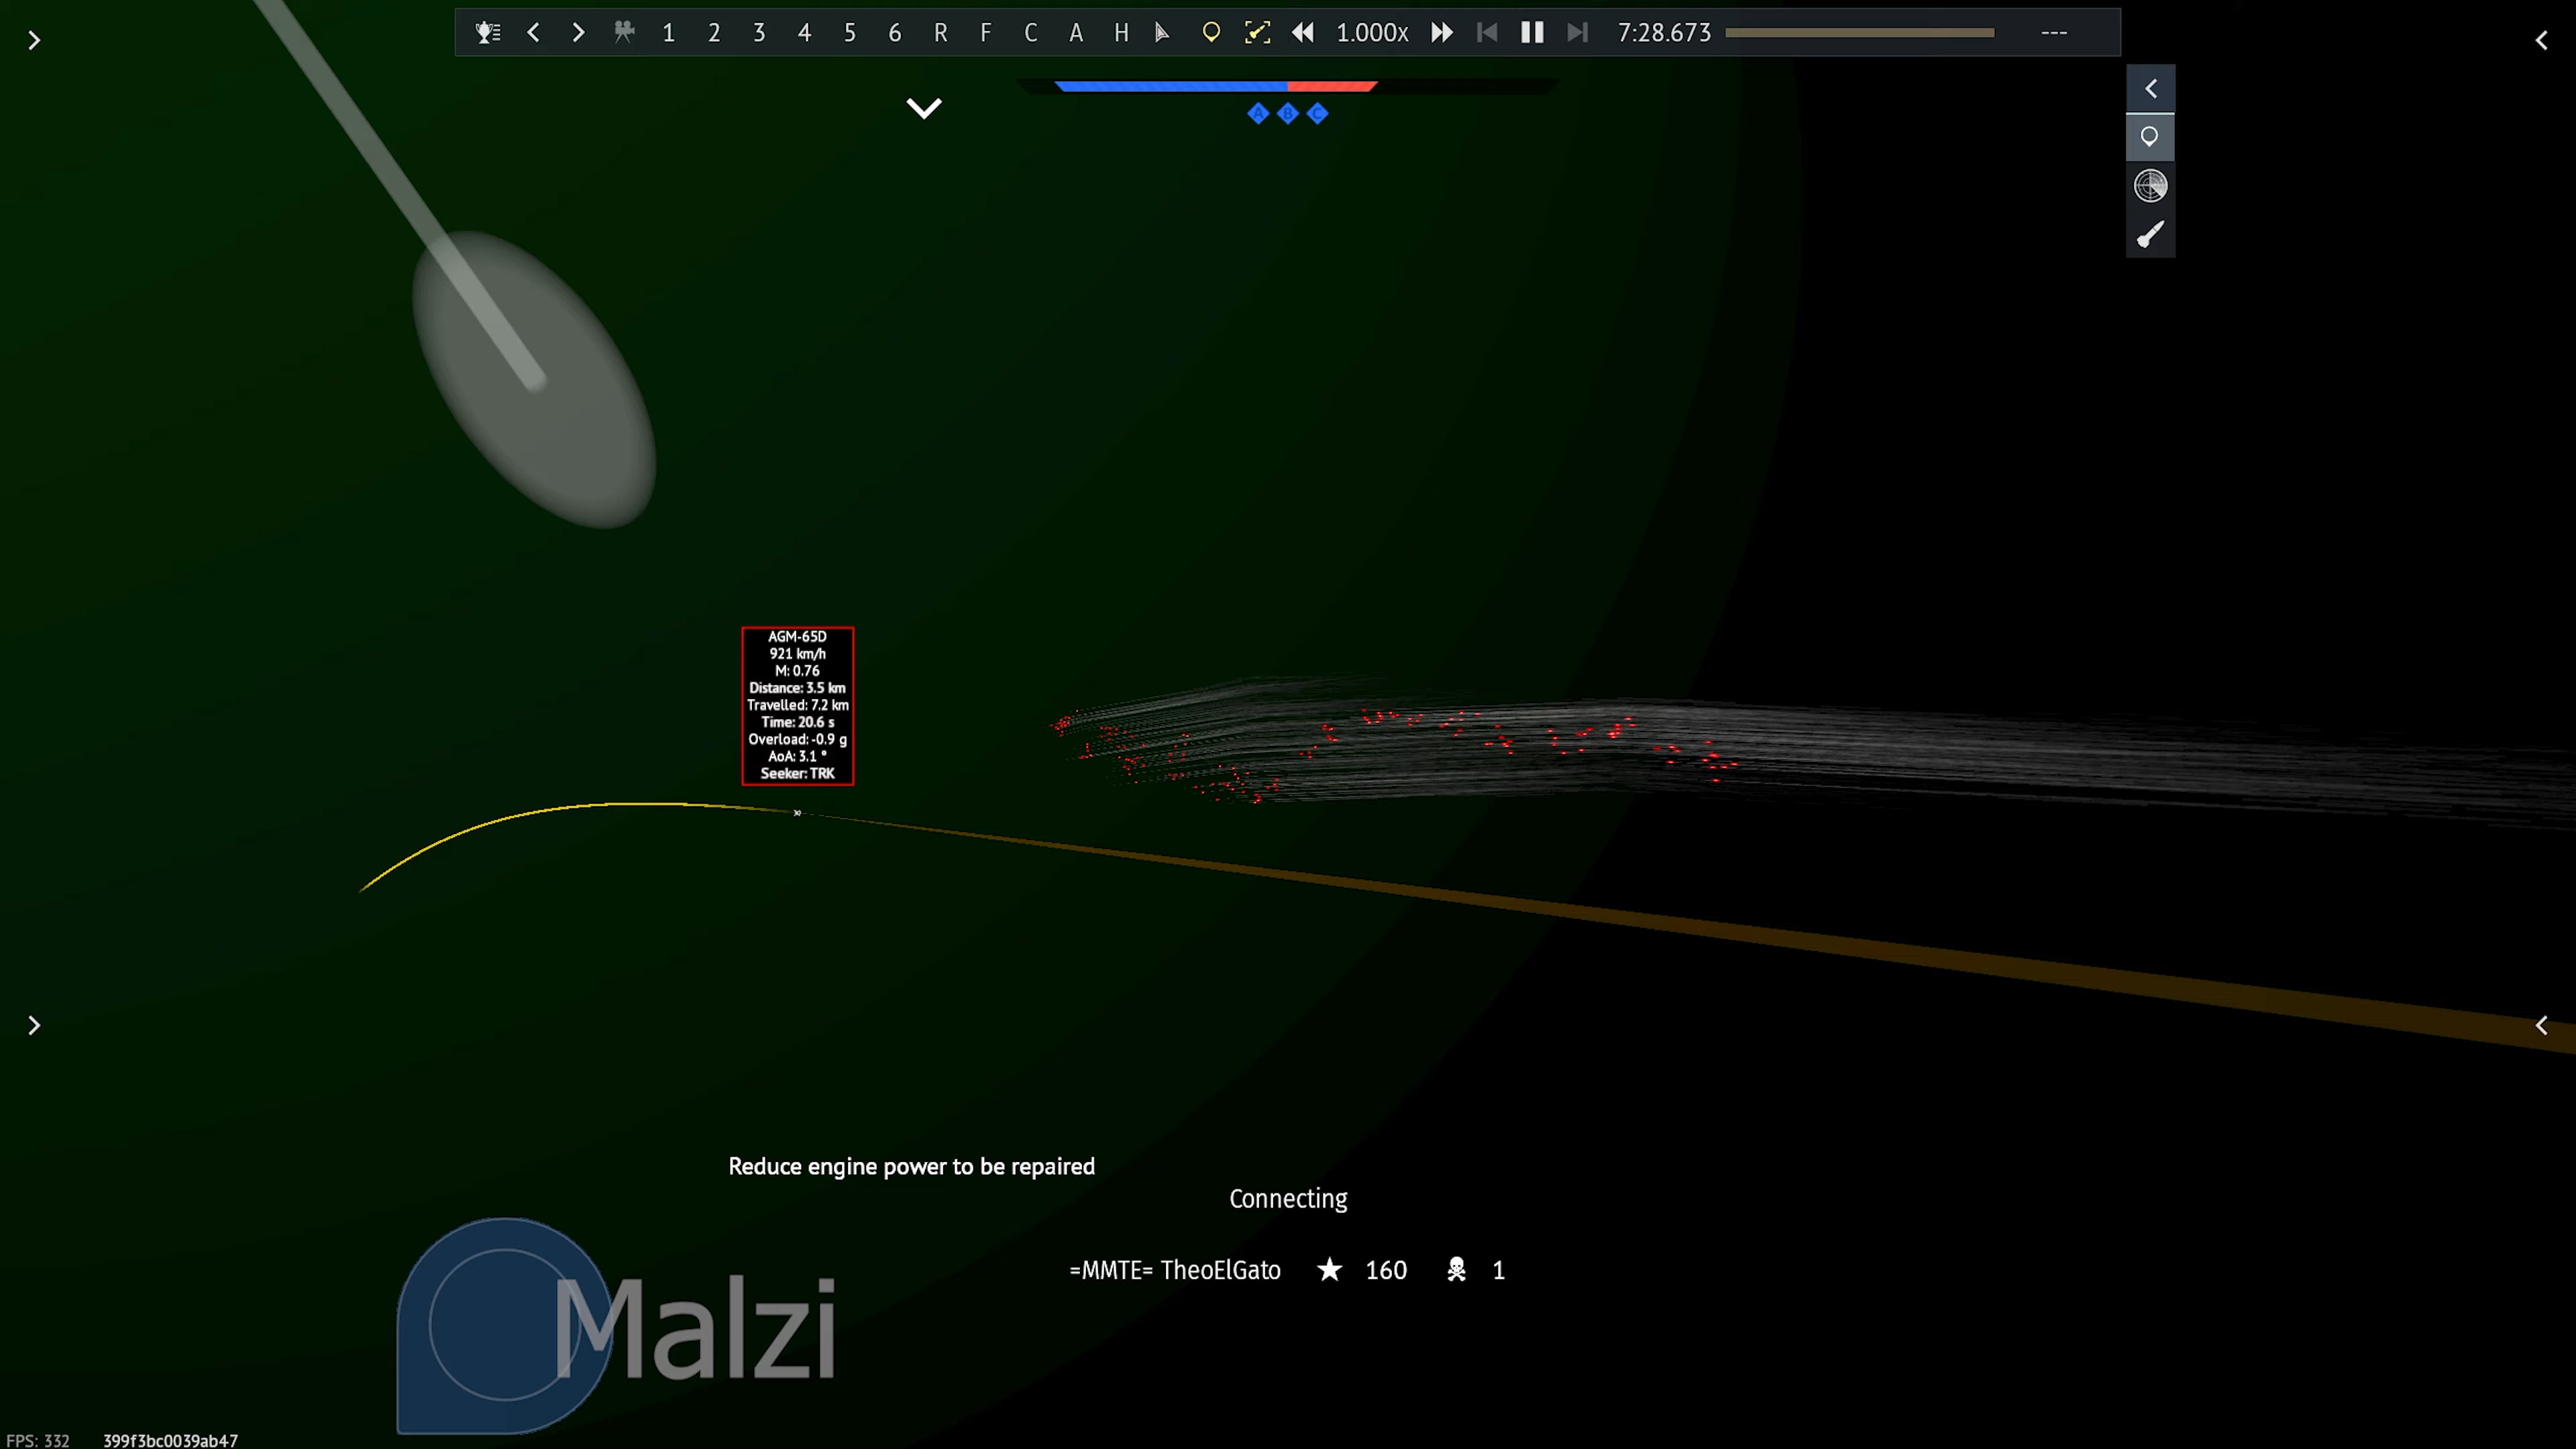 1 2 3 4 5 6 R F C A H 1.000x 7:28.673 ---
A B C
AGM-65D
921 km/h
M: 0.76
Distance: 3.5 km
Travelled: 7.2 km
Time: 20.6 s
Overload: -0.9 g
AoA: 3.1 °
Seeker: TRK
Reduce engine power to be repaired
Connecting
=MMTE= TheoElGato 160 1
Malzi
FPS: 332 399f3bc0039ab47